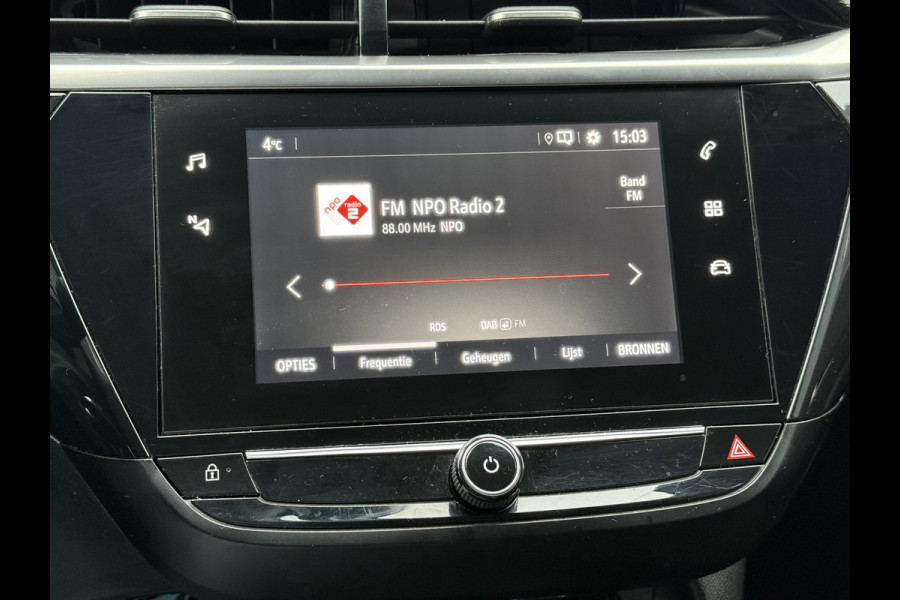 4°C 15:03
N
Band
FM
npo radio 2
FM NPO Radio 2
88.00 MHz NPO
RDS DAB FM
OPTIES Frequentie Geheugen Lijst BRONNEN